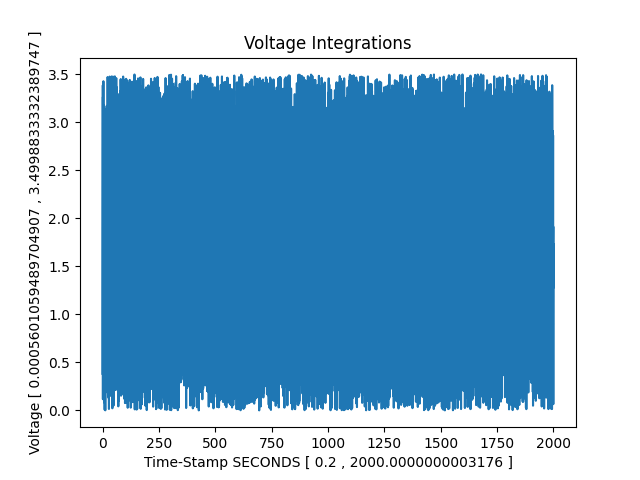 Voltage Integrations
Voltage [ 0.0005601059489704907 , 3.4998833332389747 ]
3.5
3.0
2.5
2.0
1.5
1.0
0.5
0.0
0 250 500 750 1000 1250 1500 1750 2000
Time-Stamp SECONDS [ 0.2 , 2000.0000000003176 ]